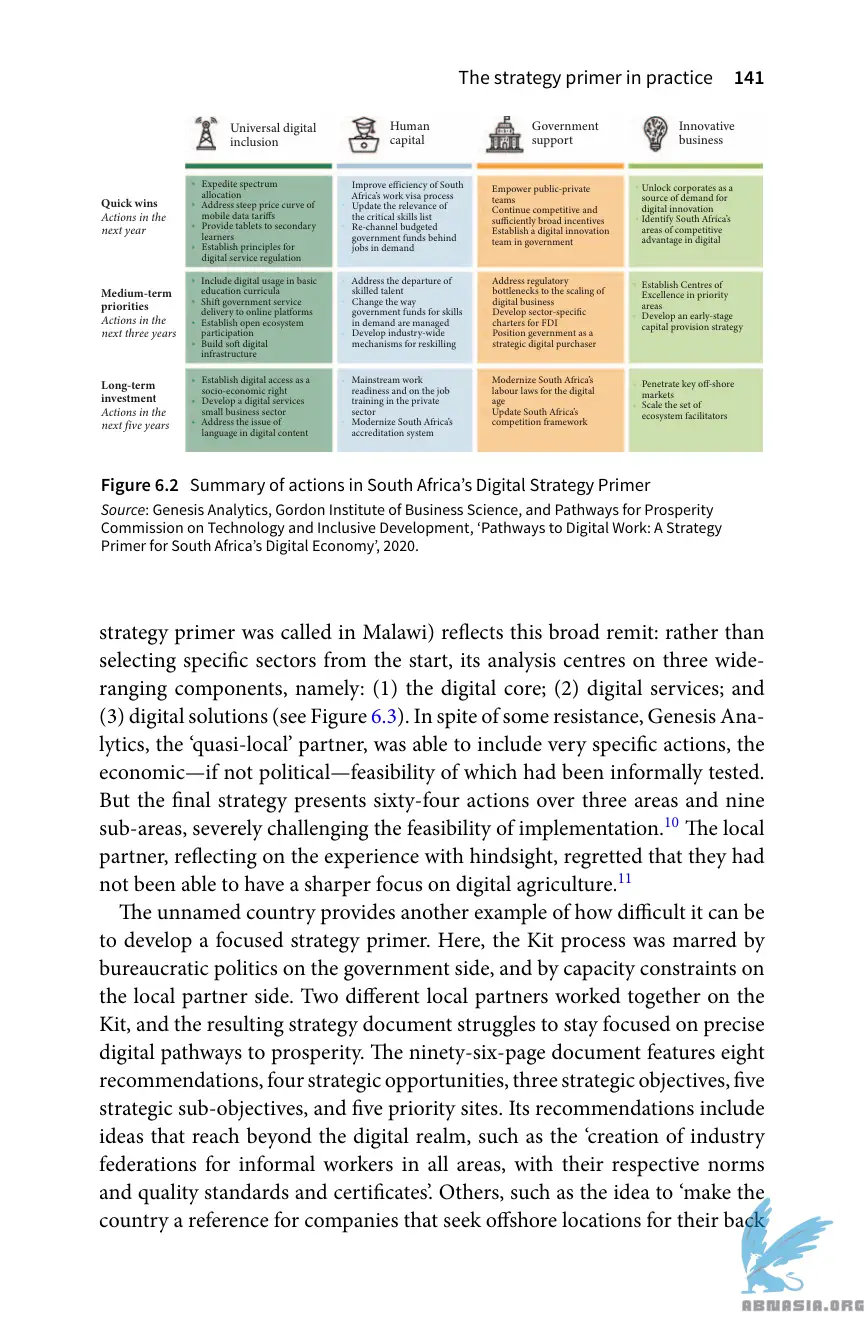 The strategy primer in practice 141
Universal digital
inclusion
Human
capital
Government
support
Innovative
business
Quick wins
Actions in the
next year
Expedite spectrum
allocation
Address steep price curve of
mobile data tariffs
Provide tablets to secondary
learners
Establish principles for
digital service regulation
Improve efficiency of South
Africa's work visa process
Update the relevance of
the critical skills list
Re-channel budgeted
government funds behind
jobs in demand
Empower public-private
teams
Continue competitive and
sufficiently broad incentives
Establish a digital innovation
team in government
Unlock corporates as a
source of demand for
digital innovation
Identify South Africa's
areas of competitive
advantage in digital
Medium-term
priorities
Actions in the
next three years
Include digital usage in basic
education curricula
Shift government service
delivery to online platforms
Establish open ecosystem
participation
Build soft digital
infrastructure
Address the departure of
skilled talent
Change the way
government funds for skills
in demand are managed
Develop industry-wide
mechanisms for reskilling
Address regulatory
bottlenecks to the scaling of
digital business
Develop sector-specific
charters for FDI
Position gevernment as a
strategic digital purchaser
Establish Centres of
Excellence in priority
areas
Develop an early-stage
capital provision strategy
Long-term
investment
Actions in the
next five years
Establish digital access as a
socio-economic right
Develop a digital services
small business sector
Address the issue of
language in digital content
Mainstream work
readiness and on the job
training in the private
sector
Modernize South Africa's
accreditation system
Modernize South Africa's
labour laws for the digital
age
Update South Africa's
competition framework
Penetrate key off-shore
markets
Scale the set of
ecosystem facilitators
Figure 6.2 Summary of actions in South Africa's Digital Strategy Primer
Source: Genesis Analytics, Gordon Institute of Business Science, and Pathways for Prosperity
Commission on Technology and Inclusive Development, 'Pathways to Digital Work: A Strategy
Primer for South Africa's Digital Economy', 2020.
strategy primer was called in Malawi) reflects this broad remit: rather than
selecting specific sectors from the start, its analysis centres on three wide-
ranging components, namely: (1) the digital core; (2) digital services; and
(3) digital solutions (see Figure 6.3). In spite of some resistance, Genesis Ana-
lytics, the 'quasi-local' partner, was able to include very specific actions, the
economic—if not political—feasibility of which had been informally tested.
But the final strategy presents sixty-four actions over three areas and nine
sub-areas, severely challenging the feasibility of implementation.10 The local
partner, reflecting on the experience with hindsight, regretted that they had
not been able to have a sharper focus on digital agriculture.11
The unnamed country provides another example of how difficult it can be
to develop a focused strategy primer. Here, the Kit process was marred by
bureaucratic politics on the government side, and by capacity constraints on
the local partner side. Two different local partners worked together on the
Kit, and the resulting strategy document struggles to stay focused on precise
digital pathways to prosperity. The ninety-six-page document features eight
recommendations, four strategic opportunities, three strategic objectives, five
strategic sub-objectives, and five priority sites. Its recommendations include
ideas that reach beyond the digital realm, such as the 'creation of industry
federations for informal workers in all areas, with their respective norms
and quality standards and certificates'. Others, such as the idea to 'make the
country a reference for companies that seek offshore locations for their back
ABNASIA.ORG